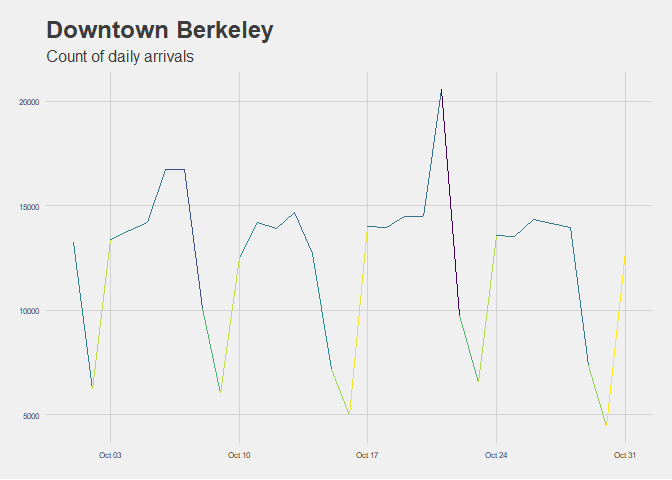 Downtown Berkeley
Count of daily arrivals
20000
15000
10000
5000
Oct 03
Oct 10
Oct 17
Oct 24
Oct 31